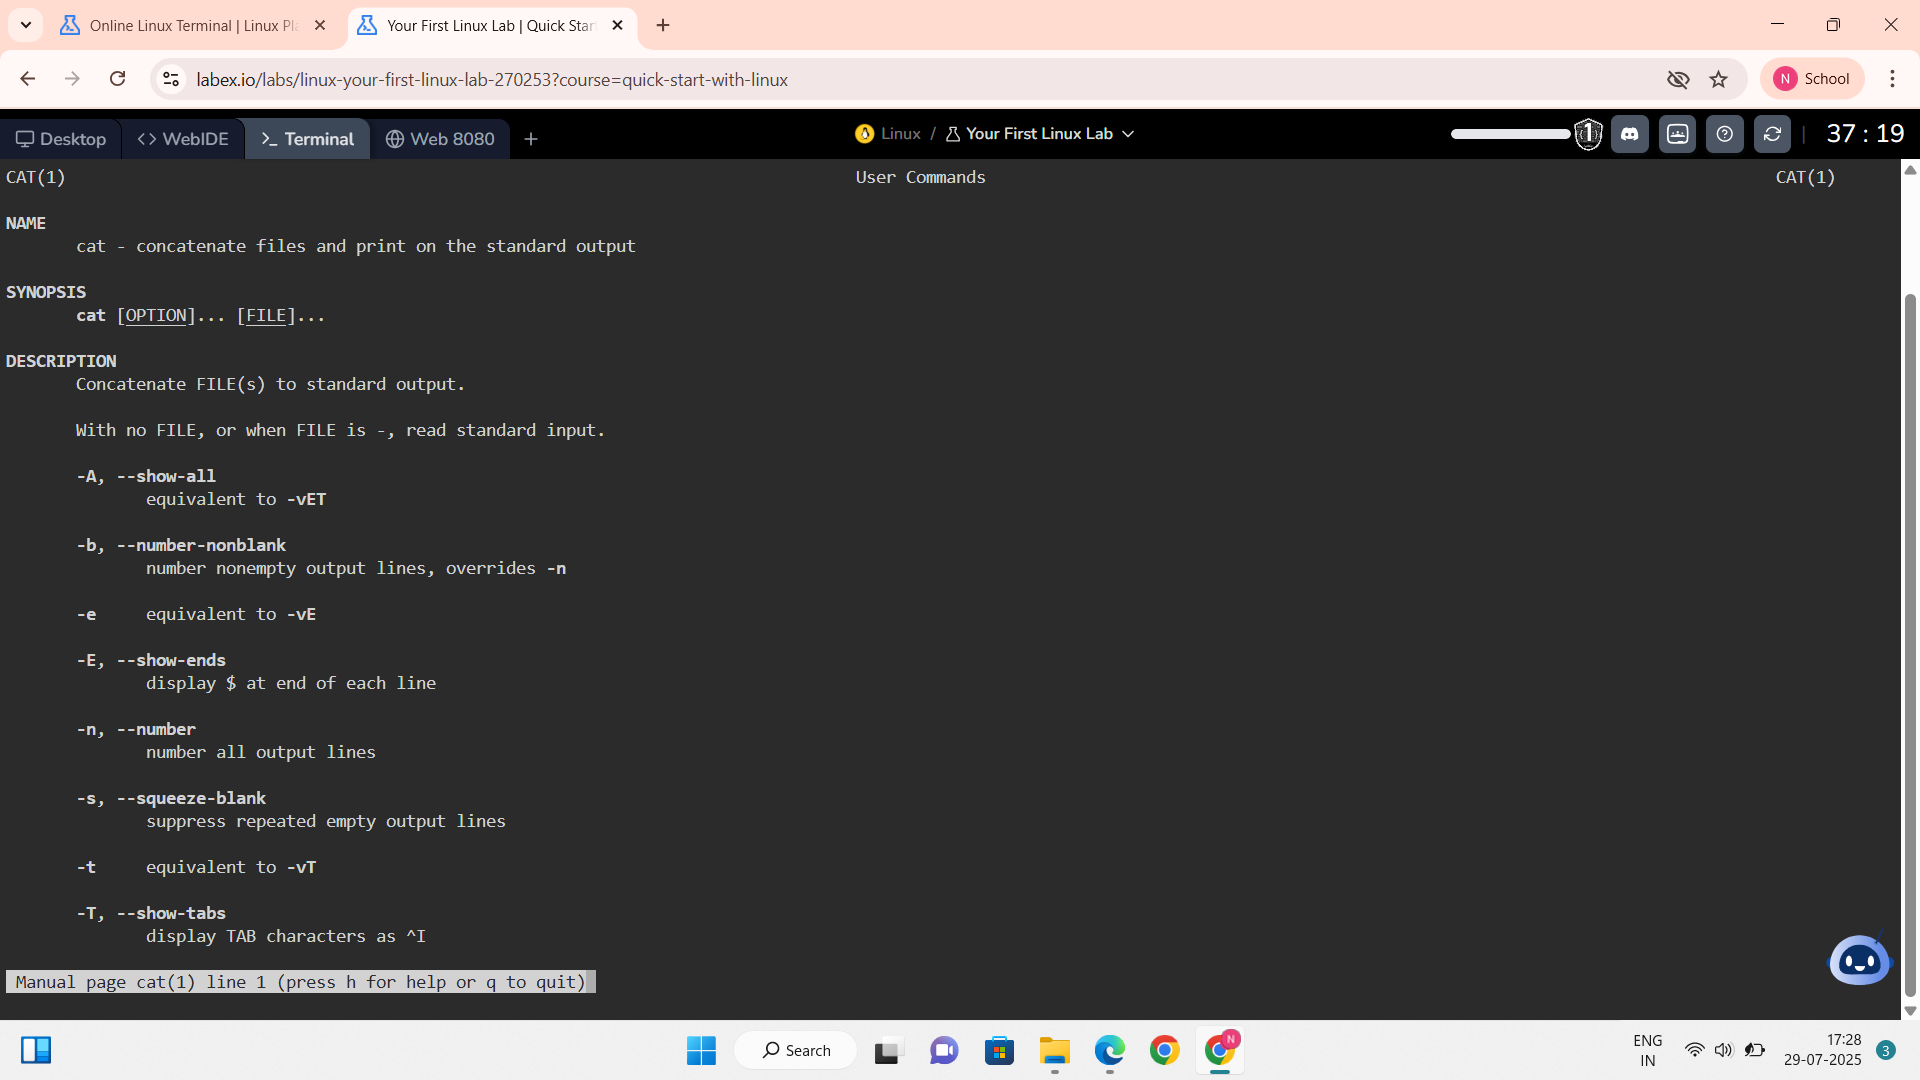 Online Linux Terminal | Linux Pl
Your First Linux Lab | Quick Star
labex.io/labs/linux-your-first-linux-lab-270253?course=quick-start-with-linux
N School
Desktop
<> WebIDE
>_ Terminal
Web 8080
Linux / Your First Linux Lab
1
37 : 19
CAT(1) User Commands CAT(1)
NAME
cat - concatenate files and print on the standard output
SYNOPSIS
cat [OPTION]... [FILE]...
DESCRIPTION
Concatenate FILE(s) to standard output.
With no FILE, or when FILE is -, read standard input.
-A, --show-all
equivalent to -vET
-b, --number-nonblank
number nonempty output lines, overrides -n
-e equivalent to -vE
-E, --show-ends
display $ at end of each line
-n, --number
number all output lines
-s, --squeeze-blank
suppress repeated empty output lines
-t equivalent to -vT
-T, --show-tabs
display TAB characters as ^I
Manual page cat(1) line 1 (press h for help or q to quit)
Search
N
ENG
IN
17:28
29-07-2025
3